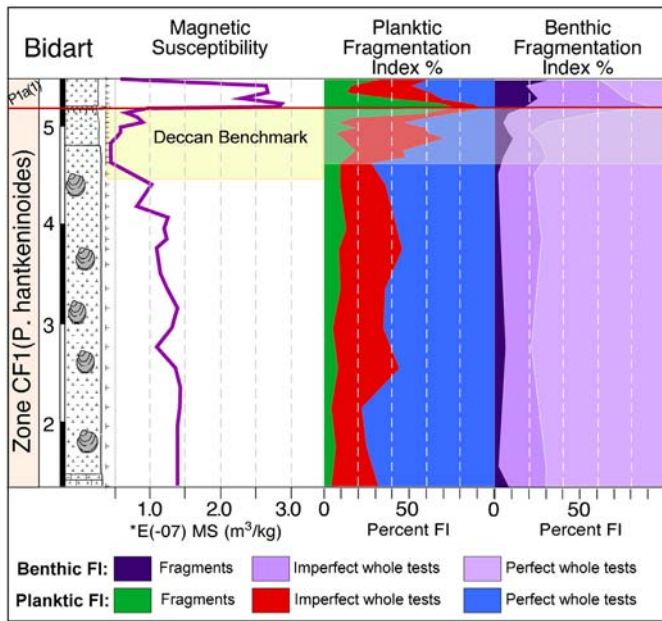 Bidart
Magnetic
Susceptibility
Planktic
Fragmentation
Index %
Benthic
Fragmentation
Index %
P1a(1)
Zone CF1(P. hantkeninoides)
5
4
3
2
Deccan Benchmark
1.0 2.0 3.0 0 50 0 50
*E(-07) MS (m³/kg) Percent FI Percent FI
Benthic FI: Fragments Imperfect whole tests Perfect whole tests
Planktic FI: Fragments Imperfect whole tests Perfect whole tests